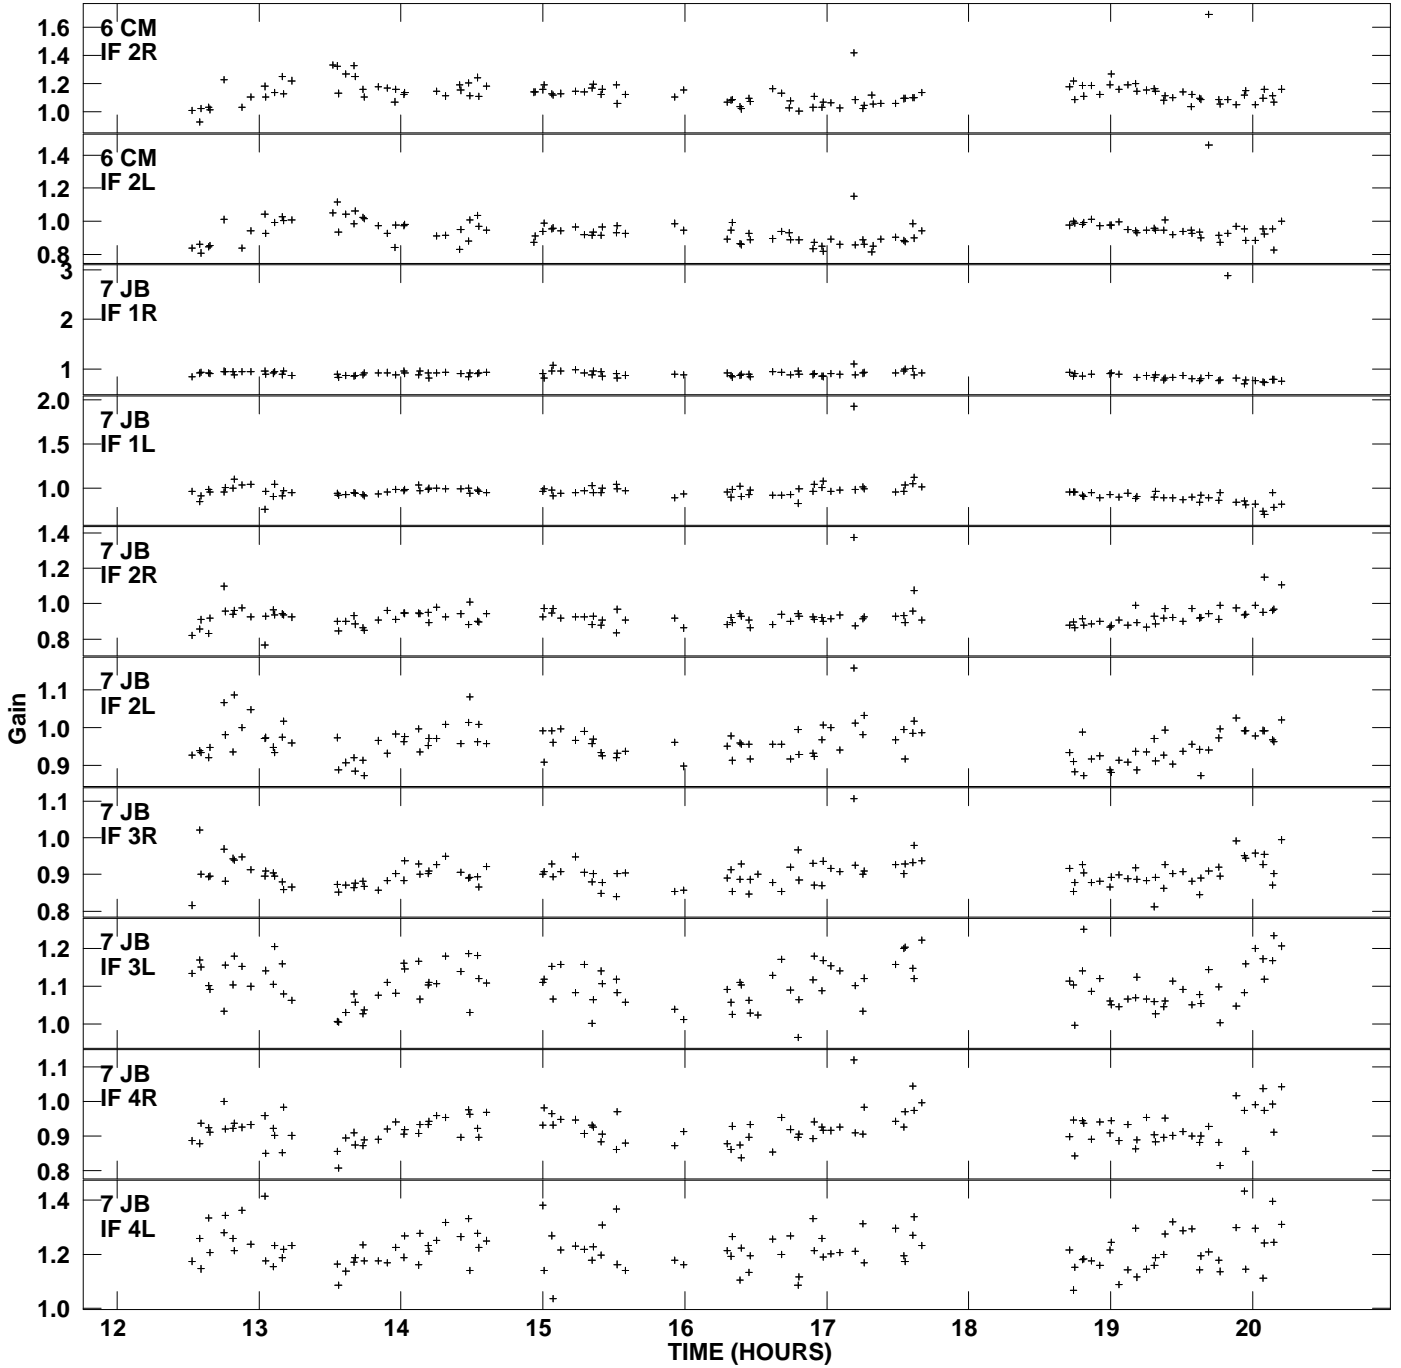 6 CM
IF 2R
1.6
1.4
1.2
1.0
6 CM
IF 2L
1.4
1.2
1.0
0.8
7 JB
IF 1R
3
2
1
7 JB
IF 1L
2.0
1.5
1.0
7 JB
IF 2R
1.4
1.2
1.0
0.8
7 JB
IF 2L
1.1
1.0
0.9
Gain
7 JB
IF 3R
1.1
1.0
0.9
0.8
7 JB
IF 3L
1.2
1.1
1.0
7 JB
IF 4R
1.1
1.0
0.9
0.8
7 JB
IF 4L
1.4
1.2
1.0
12 13 14 15 16 17 18 19 20
TIME (HOURS)